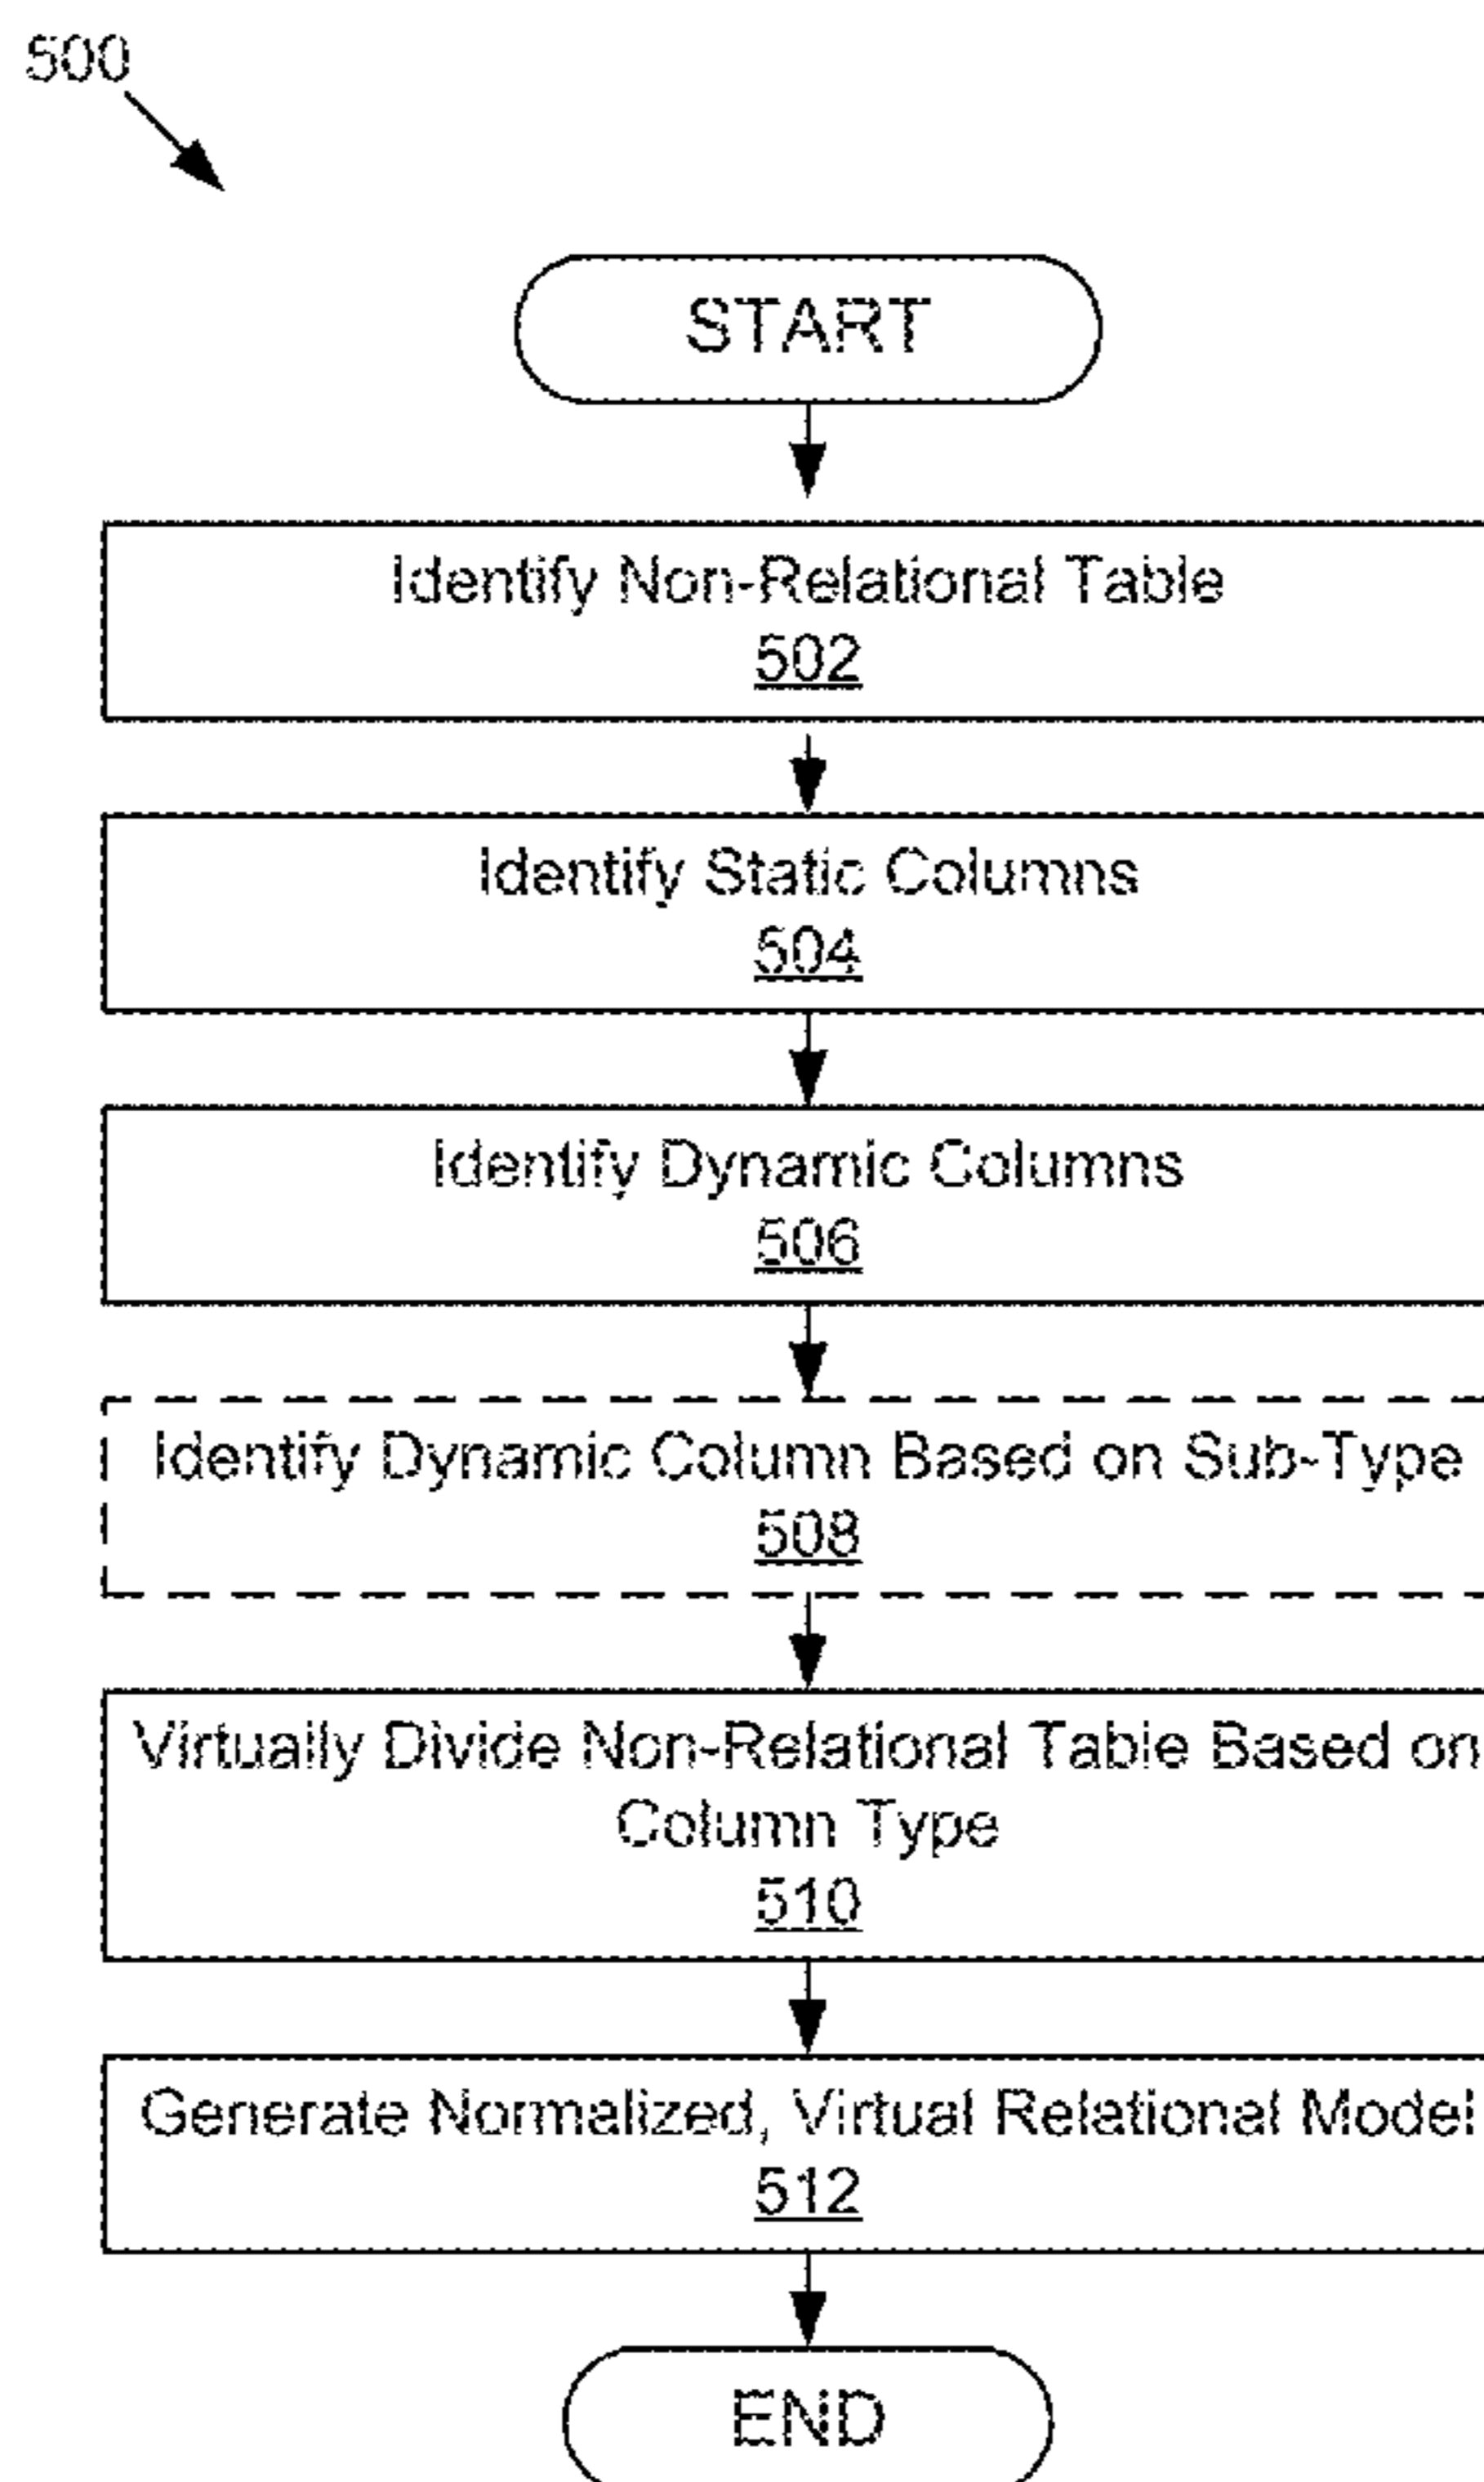 500
START
Identify Non-Relational Table
502
Identify Static Columns
504
Identify Dynamic Columns
506
Identify Dynamic Column Based on Sub-Type
508
Virtually Divide Non-Relational Table Based on
Column Type
510
Generate Normalized, Virtual Relational Model
512
END